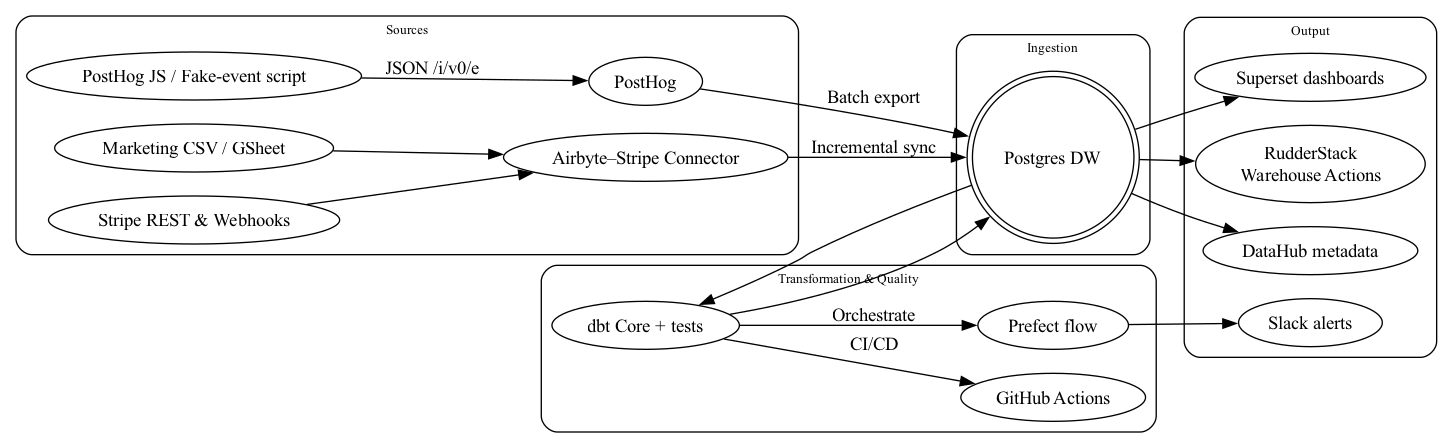 Sources
PostHog JS / Fake-event script
JSON /i/v0/e
PostHog
Marketing CSV / GSheet
Airbyte–Stripe Connector
Stripe REST & Webhooks
Batch export
Incremental sync
Ingestion
Postgres DW
Transformation & Quality
dbt Core + tests
Orchestrate
Prefect flow
CI/CD
GitHub Actions
Output
Superset dashboards
RudderStack
Warehouse Actions
DataHub metadata
Slack alerts